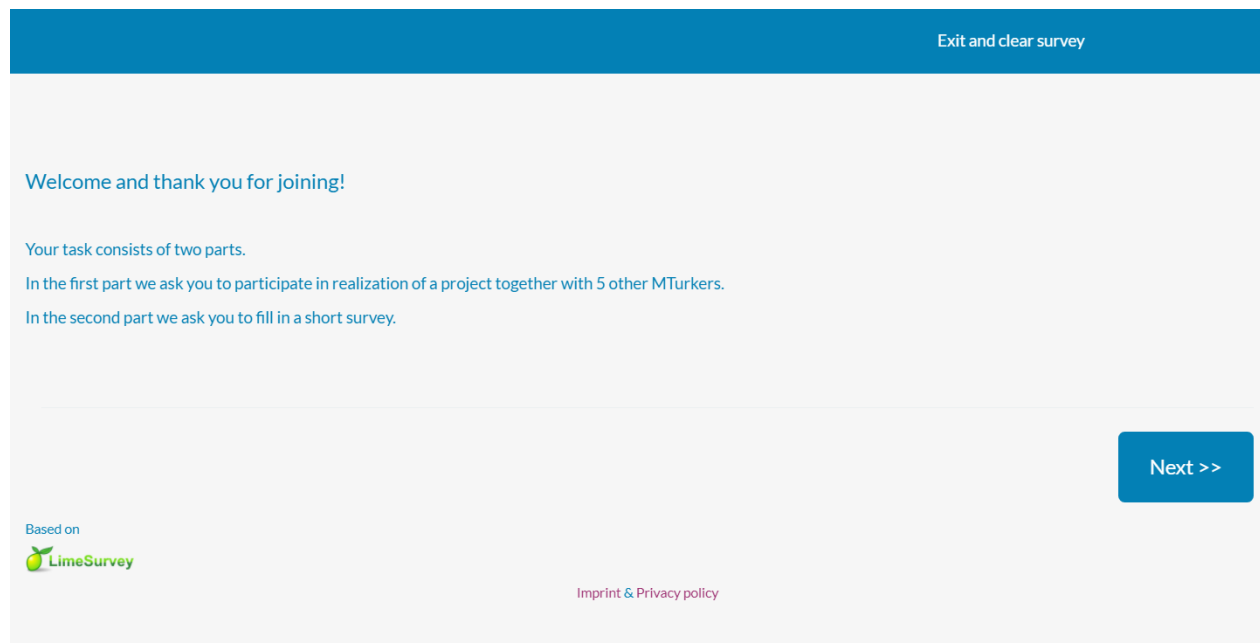 Exit and clear survey
Welcome and thank you for joining!
Your task consists of two parts.
In the first part we ask you to participate in realization of a project together with 5 other MTurkers.
In the second part we ask you to fill in a short survey.
Next >>
Based on
LimeSurvey
Imprint & Privacy policy